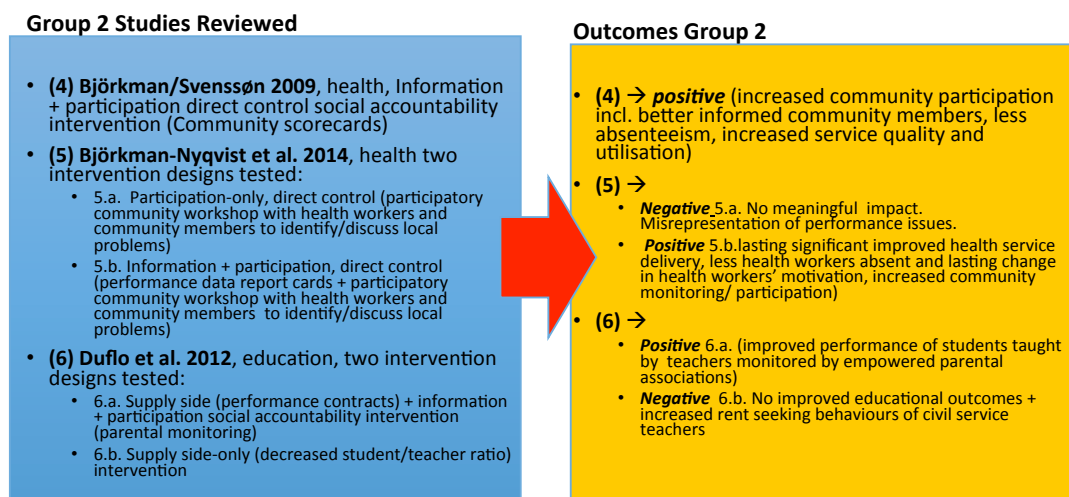 Group 2 Studies Reviewed
• (4) Björkman/Svenssøn 2009, health, Information
+ participation direct control social accountability
intervention (Community scorecards)
• (5) Björkman-Nyqvist et al. 2014, health two
intervention designs tested:
• 5.a. Participation-only, direct control (participatory
community workshop with health workers and
community members to identify/discuss local
problems)
• 5.b. Information + participation, direct control
(performance data report cards + participatory
community workshop with health workers and
community members to identify/discuss local
problems)
• (6) Duflo et al. 2012, education, two intervention
designs tested:
• 6.a. Supply side (performance contracts) + information
+ participation social accountability intervention
(parental monitoring)
• 6.b. Supply side-only (decreased student/teacher ratio)
intervention
Outcomes Group 2
• (4) → positive (increased community participation
incl. better informed community members, less
absenteeism, increased service quality and
utilisation)
• (5) →
• Negative 5.a. No meaningful impact.
Misrepresentation of performance issues.
• Positive 5.b.lasting significant improved health service
delivery, less health workers absent and lasting change
in health workers' motivation, increased community
monitoring/ participation)
• (6) →
• Positive 6.a. (improved performance of students taught
by teachers monitored by empowered parental
associations)
• Negative 6.b. No improved educational outcomes +
increased rent seeking behaviours of civil service
teachers